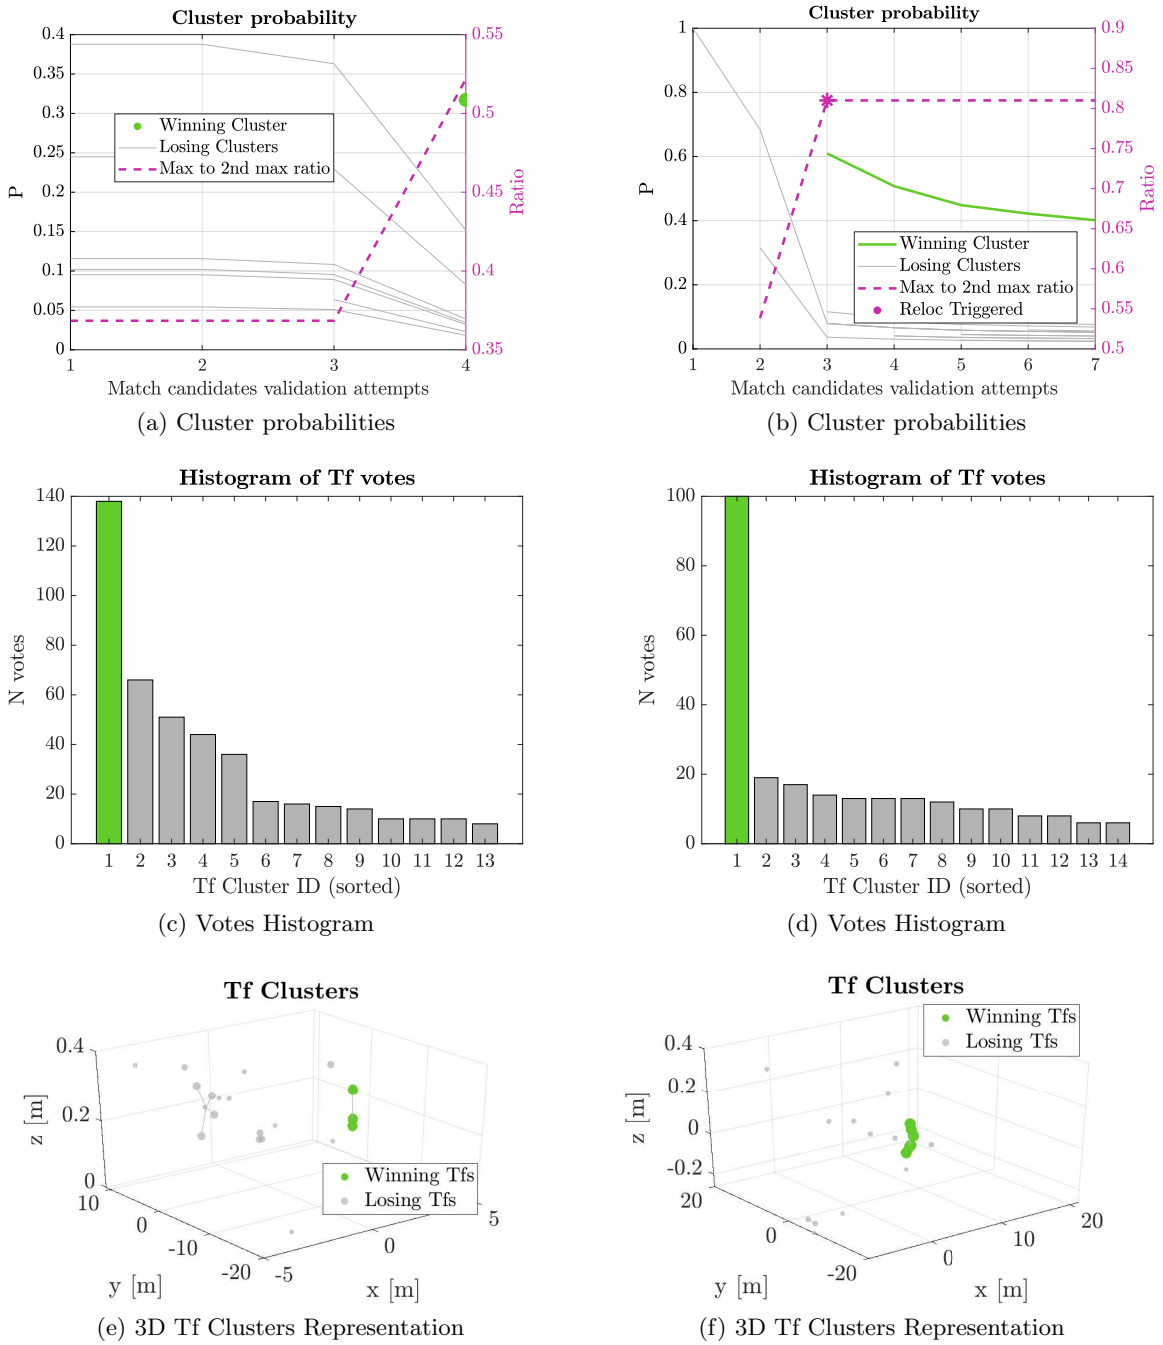 Cluster probability
0.4
0.35
0.3
0.25
0.2
0.15
0.1
0.05
0
P
Winning Cluster
Losing Clusters
Max to 2nd max ratio
0.55
0.5
0.45
0.4
0.35
Ratio
1 2 3 4
Match candidates validation attempts
(a) Cluster probabilities
Cluster probability
1
0.8
0.6
0.4
0.2
0
P
Winning Cluster
Losing Clusters
Max to 2nd max ratio
Reloc Triggered
0.9
0.85
0.8
0.75
0.7
0.65
0.6
0.55
0.5
Ratio
1 2 3 4 5 6 7
Match candidates validation attempts
(b) Cluster probabilities
Histogram of Tf votes
140
120
100
80
60
40
20
0
N votes
1 2 3 4 5 6 7 8 9 10 11 12 13
Tf Cluster ID (sorted)
(c) Votes Histogram
Histogram of Tf votes
100
80
60
40
20
0
N votes
1 2 3 4 5 6 7 8 9 10 11 12 13 14
Tf Cluster ID (sorted)
(d) Votes Histogram
Tf Clusters
0.4
0.2
0
z [m]
Winning Tfs
Losing Tfs
10
0
-10
-20
y [m]
-5
0
5
x [m]
(e) 3D Tf Clusters Representation
Tf Clusters
Winning Tfs
Losing Tfs
0.4
0.2
0
-0.2
z [m]
20
0
-20
y [m]
0
10
20
x [m]
(f) 3D Tf Clusters Representation